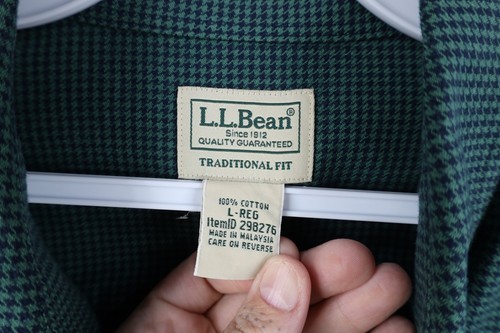 L.L.Bean®
Since 1912
QUALITY GUARANTEED
TRADITIONAL FIT
100% COTTON
L-REG
ItemID 298276
MADE IN MALAYSIA
CARE ON REVERSE